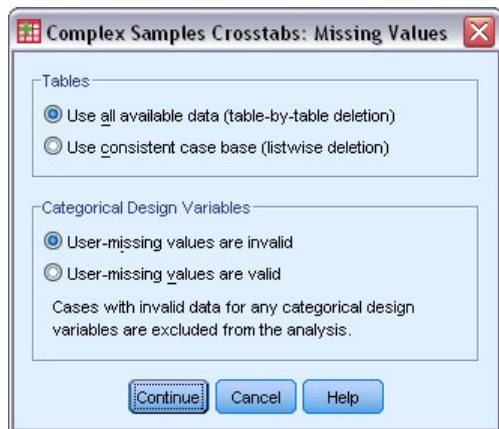 Complex Samples Crosstabs: Missing Values
Tables
Use all available data (table-by-table deletion)
Use consistent case base (listwise deletion)
Categorical Design Variables
User-missing values are invalid
User-missing values are valid
Cases with invalid data for any categorical design
variables are excluded from the analysis.
Continue Cancel Help